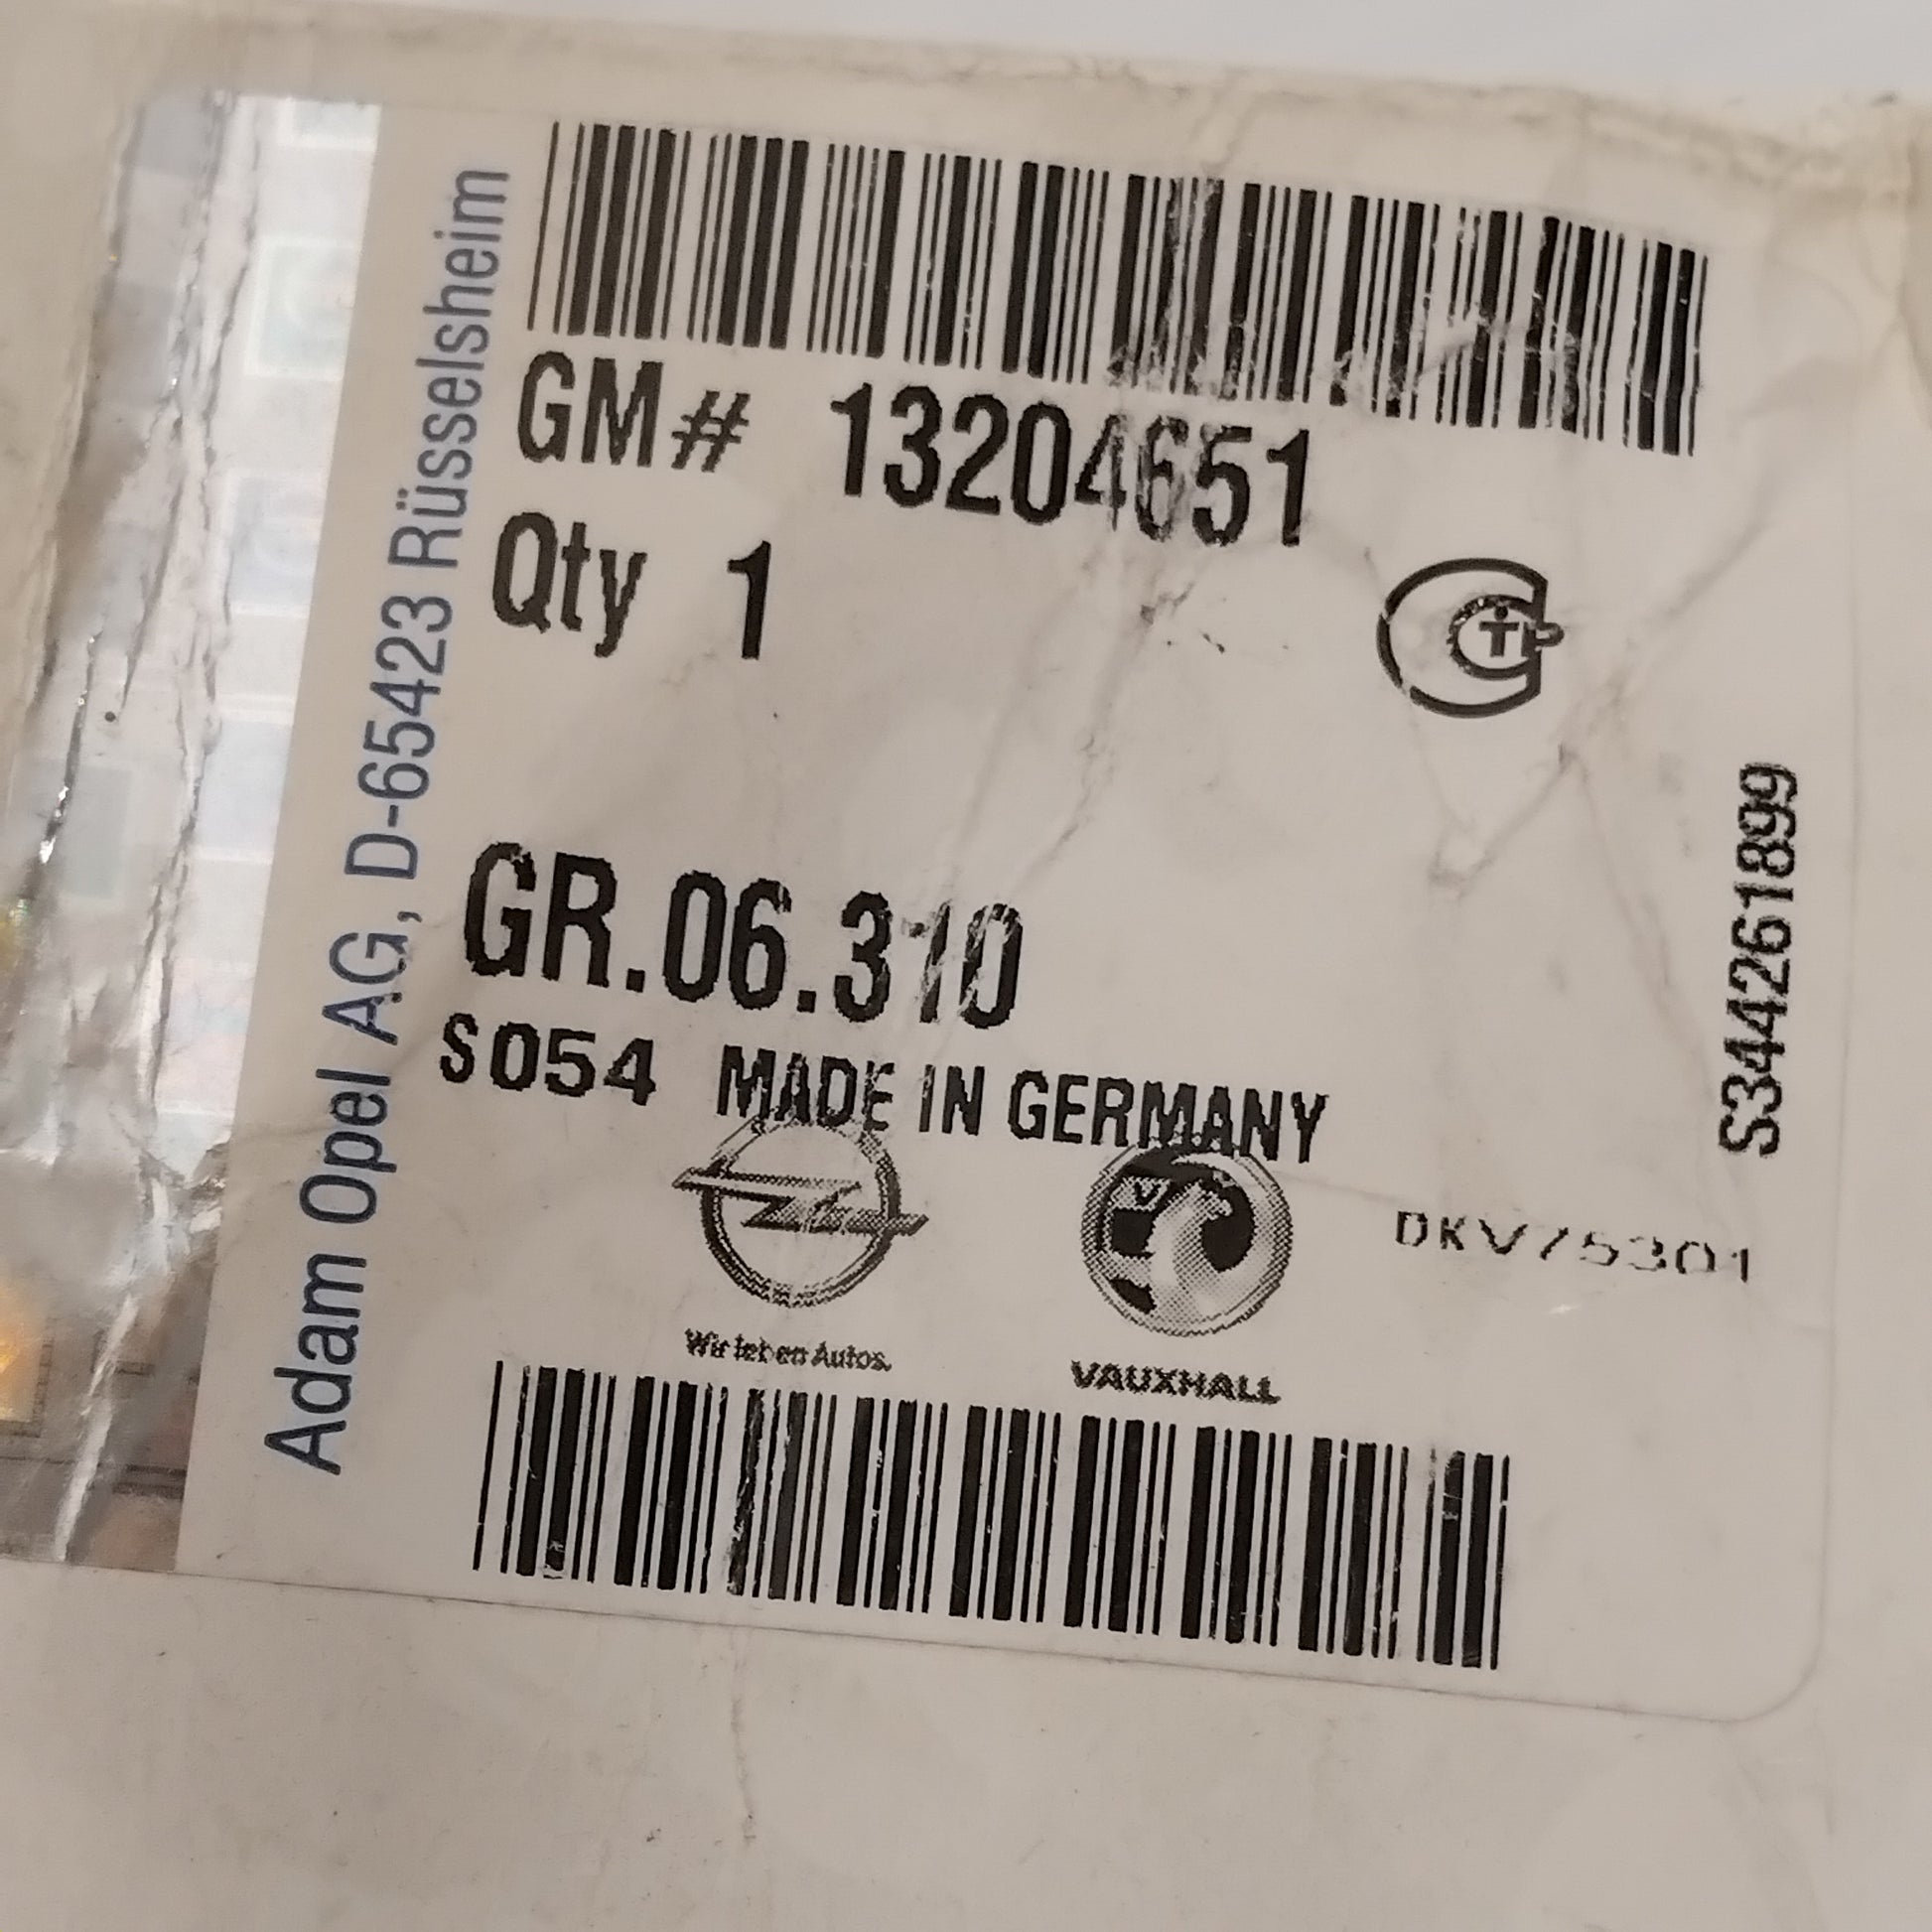 Adam Opel AG, D-65423 Rüsselsheim
GM# 13204651
Qty 1
GR.06.310
S054 MADE IN GERMANY
S344261899
DKV75301
Wir leben Autos.
VAUXHALL